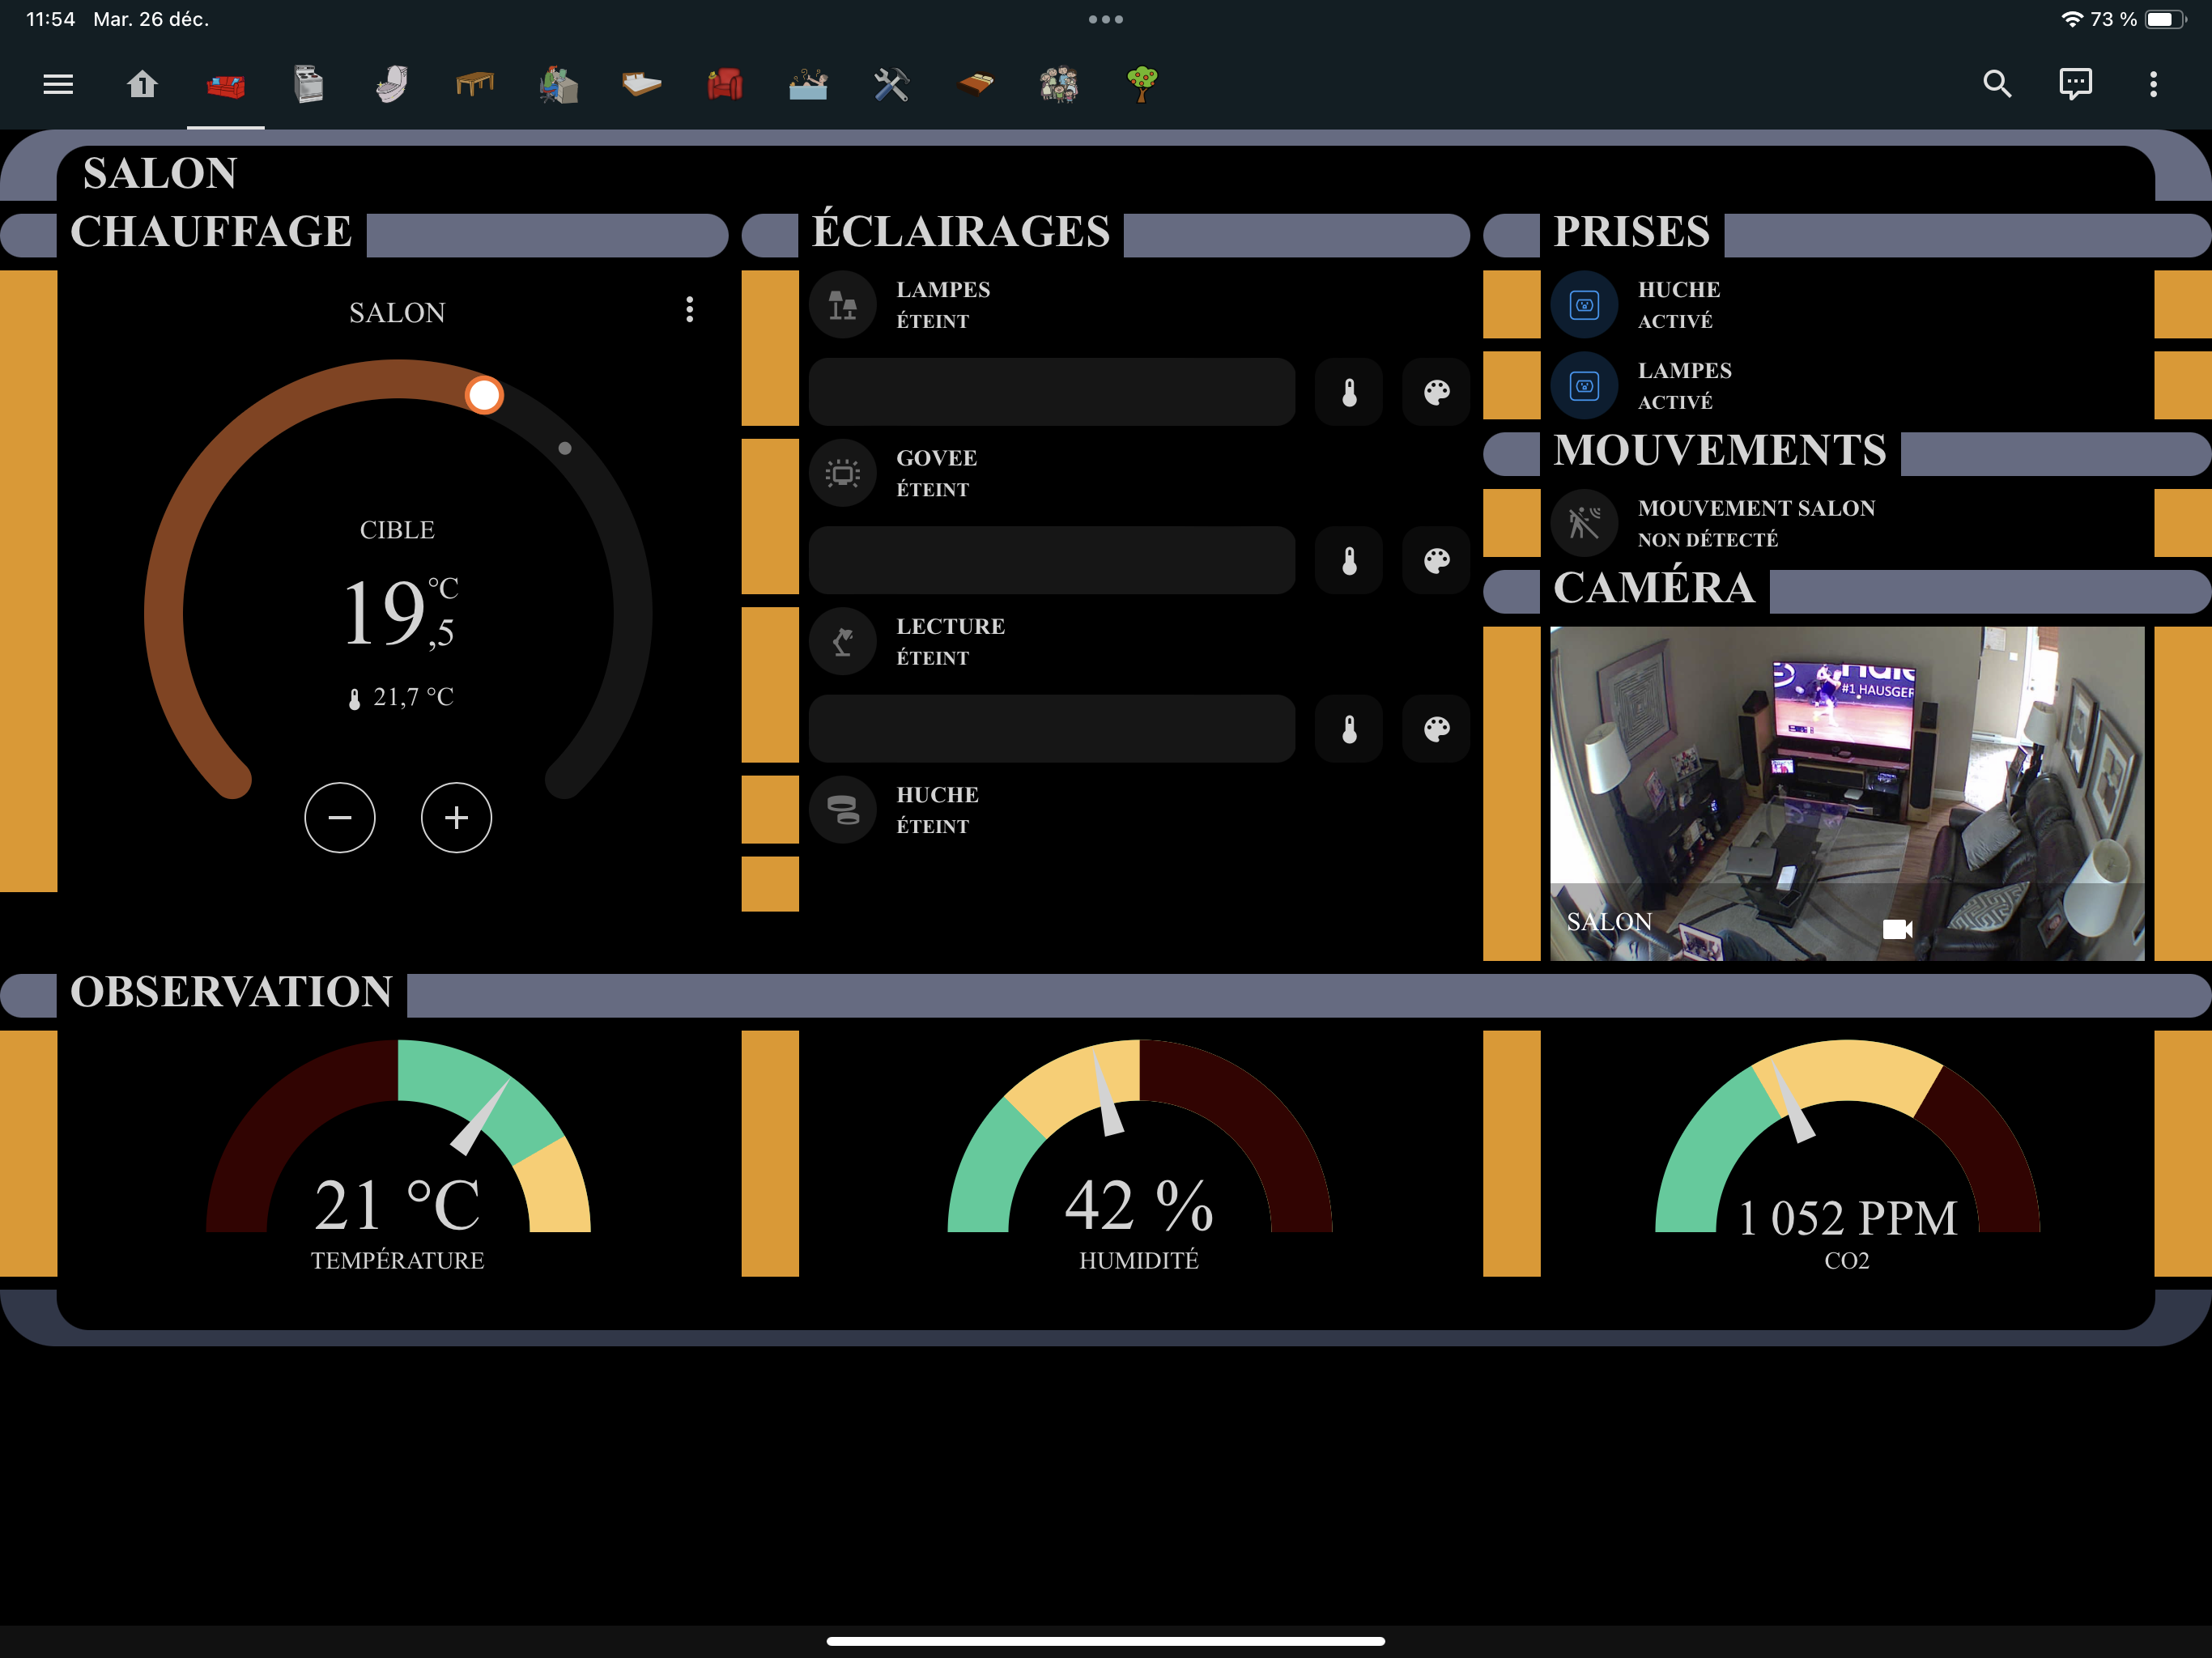 11:54 Mar. 26 déc.
73 %
1
SALON
CHAUFFAGE
SALON
CIBLE
19,5 °C
21,7 °C
ÉCLAIRAGES
LAMPES
ÉTEINT
GOVEE
ÉTEINT
LECTURE
ÉTEINT
HUCHE
ÉTEINT
PRISES
HUCHE
ACTIVÉ
LAMPES
ACTIVÉ
MOUVEMENTS
MOUVEMENT SALON
NON DÉTECTÉ
CAMÉRA
#1 HAUSGER
SALON
OBSERVATION
21 °C
TEMPÉRATURE
42 %
HUMIDITÉ
1 052 PPM
CO2